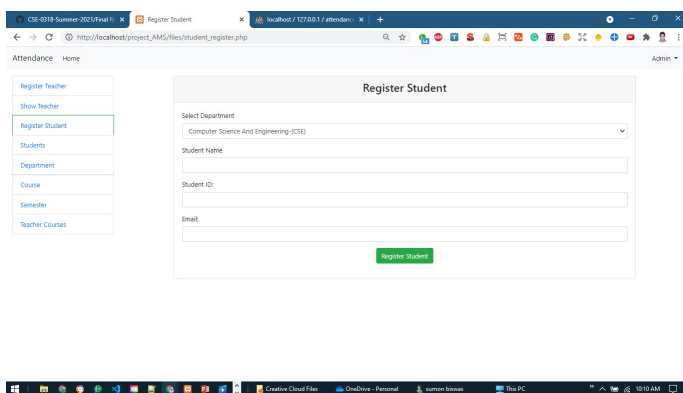 CSE-0318-Summer-2021/Final R
Register Student
localhost / 127.0.0.1 / attendanc
http://localhost/project_AMS/files/student_register.php
Attendance Home
Admin
Register Teacher
Show Teacher
Register Student
Students
Department
Course
Semester
Teacher Courses
Register Student
Select Department
Computer Science And Engineering-(CSE)
Student Name
Student ID:
Email:
Register Student
Creative Cloud Files
OneDrive - Personal
sumon biswas
This PC
10:10 AM